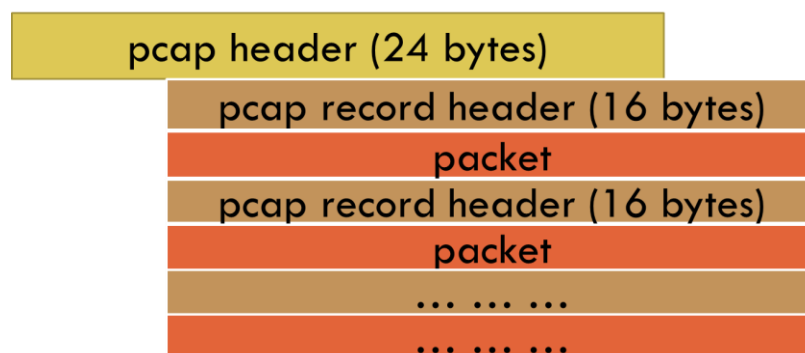 pcap header (24 bytes)
pcap record header (16 bytes)
packet
pcap record header (16 bytes)
packet
... ... ...
... ... ...